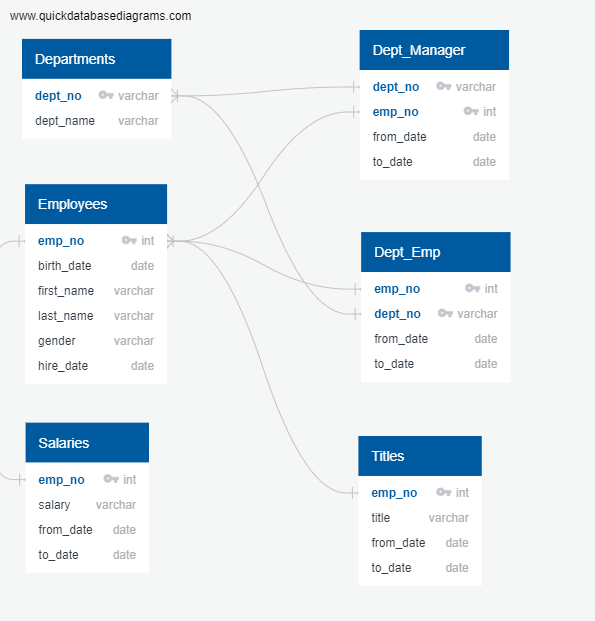 www.quickdatabasediagrams.com
Departments
dept_no varchar
dept_name varchar
Employees
emp_no int
birth_date date
first_name varchar
last_name varchar
gender varchar
hire_date date
Salaries
emp_no int
salary varchar
from_date date
to_date date
Dept_Manager
dept_no varchar
emp_no int
from_date date
to_date date
Dept_Emp
emp_no int
dept_no varchar
from_date date
to_date date
Titles
emp_no int
title varchar
from_date date
to_date date